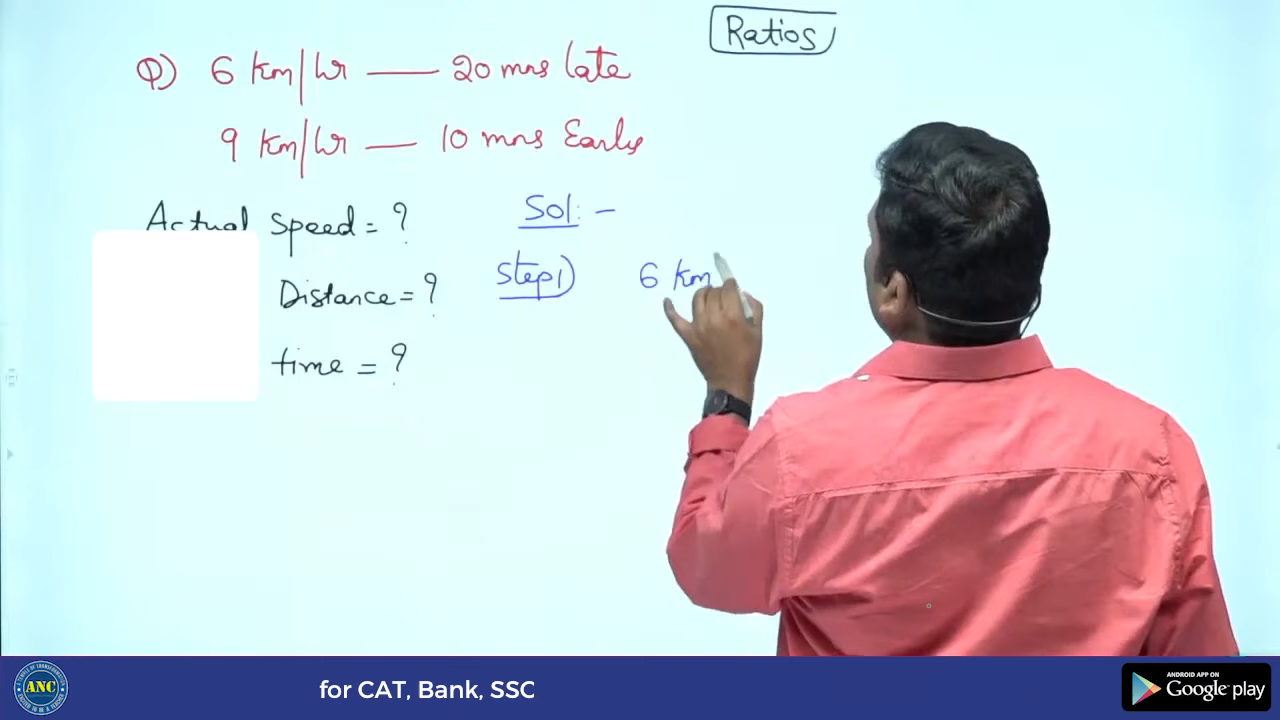 Ratios
Q) 6 Km/hr — 20 mns late
9 Km/hr — 10 mns Early
Actual Speed = ?
Distance = ?
time = ?
Sol: -
Step1) 6 Km
ANC
for CAT, Bank, SSC
ANDROID APP ON
Google play